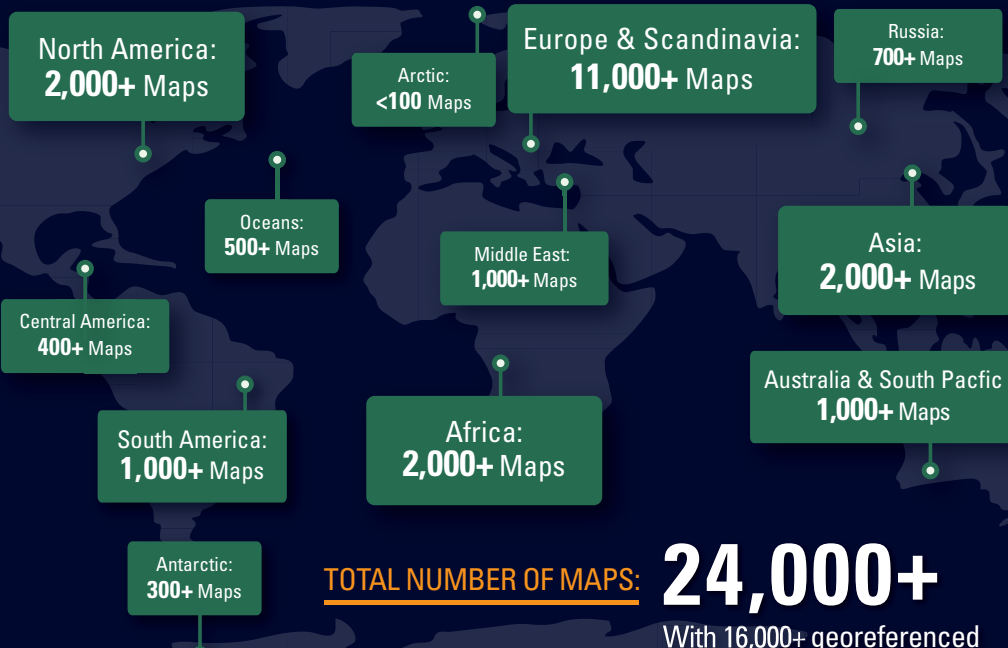 North America:
2,000+ Maps
Arctic:
<100 Maps
Europe & Scandinavia:
11,000+ Maps
Russia:
700+ Maps
Oceans:
500+ Maps
Middle East:
1,000+ Maps
Asia:
2,000+ Maps
Central America:
400+ Maps
Australia & South Pacfic
1,000+ Maps
South America:
1,000+ Maps
Africa:
2,000+ Maps
Antarctic:
300+ Maps
TOTAL NUMBER OF MAPS: 24,000+
With 16,000+ georeferenced